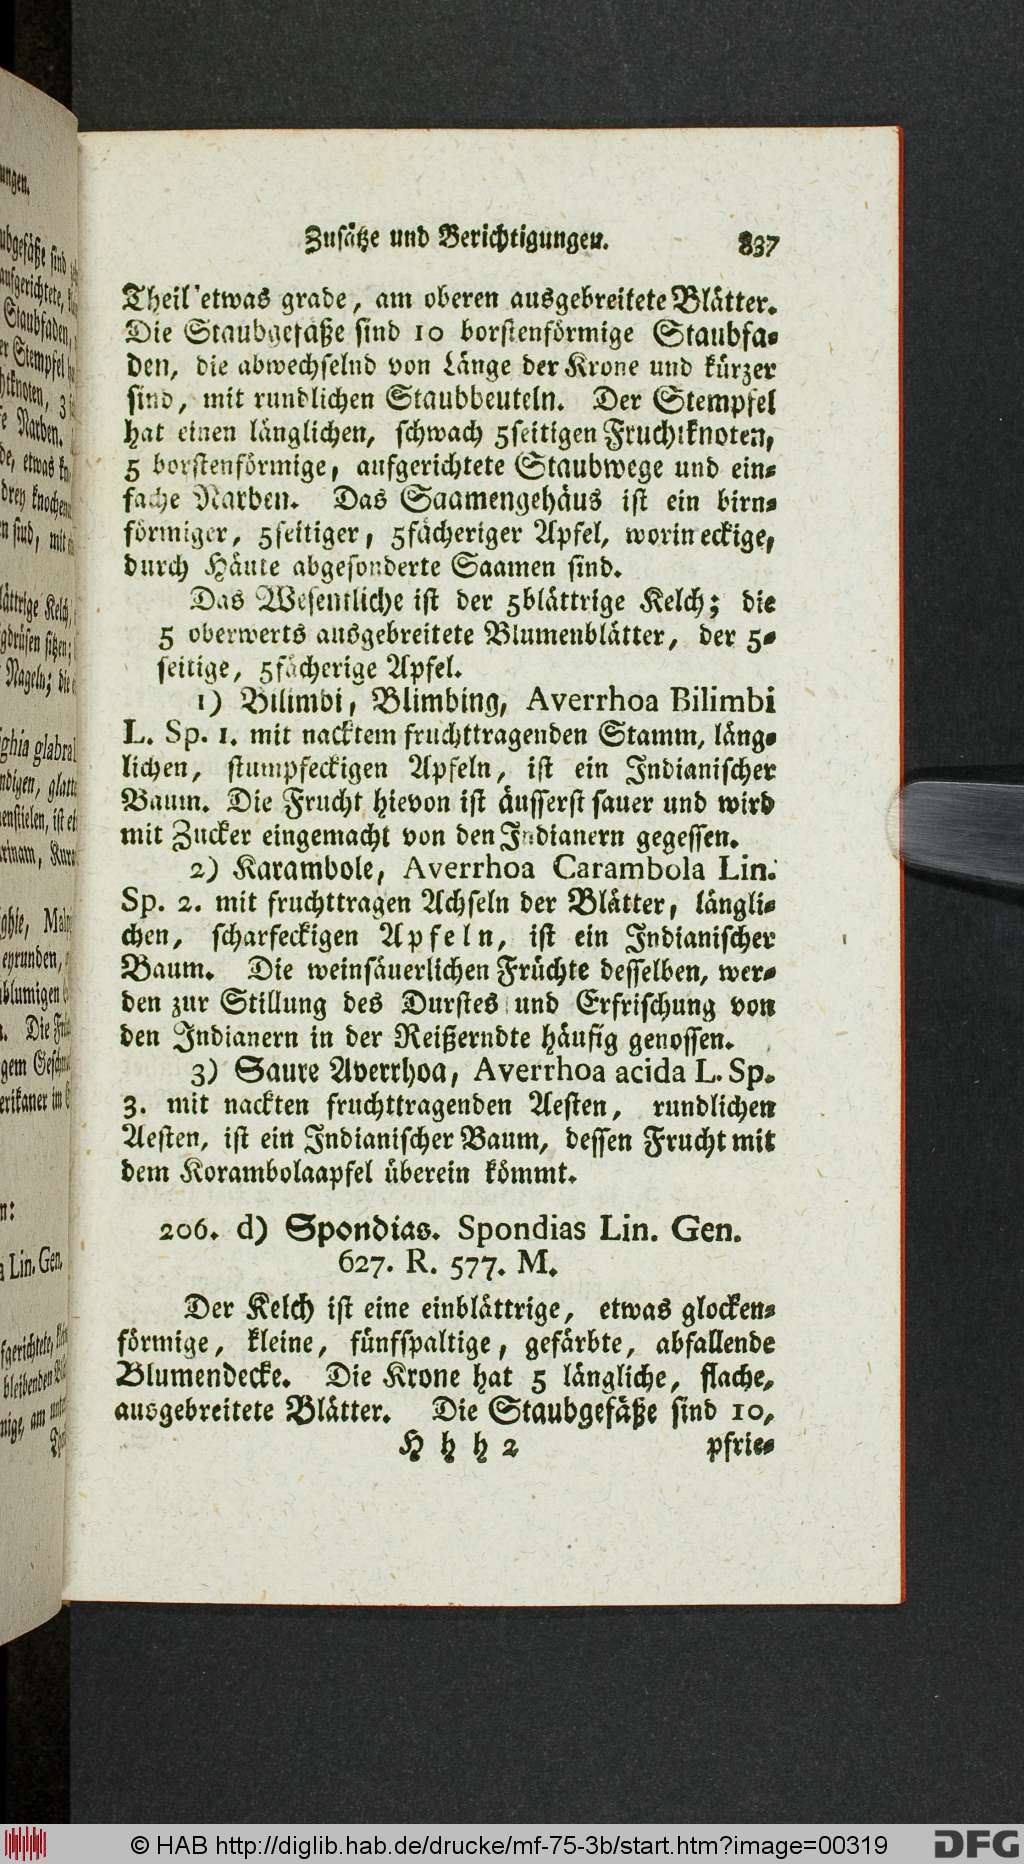 Zusätze und Berichtigungen. 837
Theil etwas grade, am oberen ausgebreitete Blätter.
Die Staubgefäße sind 10 borstenförmige Staubfa-
den, die abwechselnd von Länge der Krone und kürzer
sind, mit rundlichen Staubbeuteln. Der Stempfel
hat einen länglichen, schwach 5seitigen Fruchtknoten,
5 borstenförmige, aufgerichtete Staubwege und ein-
fache Narben. Das Saamengehäus ist ein birn-
förmiger, 5seitiger, 5fächeriger Apfel, worin eckige,
durch Häute abgesonderte Saamen sind.
Das Wesentliche ist der 5blättrige Kelch; die
5 oberwerts ausgebreitete Blumenblätter, der 5-
seitige, 5fächerige Apfel.
1) Bilimbi, Blimbing, Averrhoa Bilimbi
L. Sp. 1. mit nacktem fruchttragenden Stamm, läng-
lichen, stumpfeckigen Apfeln, ist ein Indianischer
Baum. Die Frucht hievon ist äusserst sauer und wird
mit Zucker eingemacht von den Indianern gegessen.
2) Karambole, Averrhoa Carambola Lin.
Sp. 2. mit fruchttragen Achseln der Blätter, längli-
chen, scharfeckigen Apfeln, ist ein Indianischer
Baum. Die weinsäuerlichen Früchte desselben, wer-
den zur Stillung des Durstes und Erfrischung von
den Indianern in der Reißerndte häufig genossen.
3) Saure Averrhoa, Averrhoa acida L. Sp.
3. mit nackten fruchttragenden Aesten, rundlichen
Aesten, ist ein Indianischer Baum, dessen Frucht mit
dem Korambolaapfel überein kömmt.
206. d) Spondias. Spondias Lin. Gen.
627. R. 577. M.
Der Kelch ist eine einblättrige, etwas glocken-
förmige, kleine, fünfspaltige, gefärbte, abfallende
Blumendecke. Die Krone hat 5 längliche, flache,
ausgebreitete Blätter. Die Staubgefäße sind 10,
H h h 2 pfrie-
© HAB http://diglib.hab.de/drucke/mf-75-3b/start.htm?image=00319
DFG